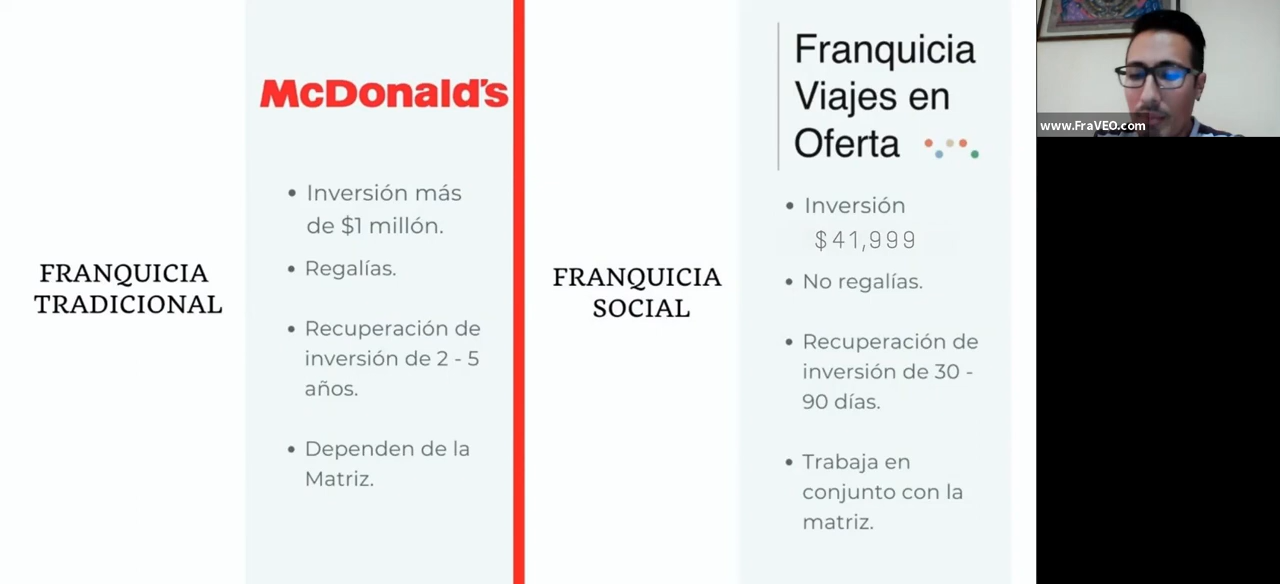 FRANQUICIA
TRADICIONAL
McDonald's
• Inversión más
de $1 millón.
• Regalías.
• Recuperación de
inversión de 2 - 5
años.
• Dependen de la
Matriz.
FRANQUICIA
SOCIAL
Franquicia
Viajes en
Oferta
• Inversión
$41,999
• No regalías.
• Recuperación de
inversión de 30 -
90 días.
• Trabaja en
conjunto con la
matriz.
www.FraVEO.com